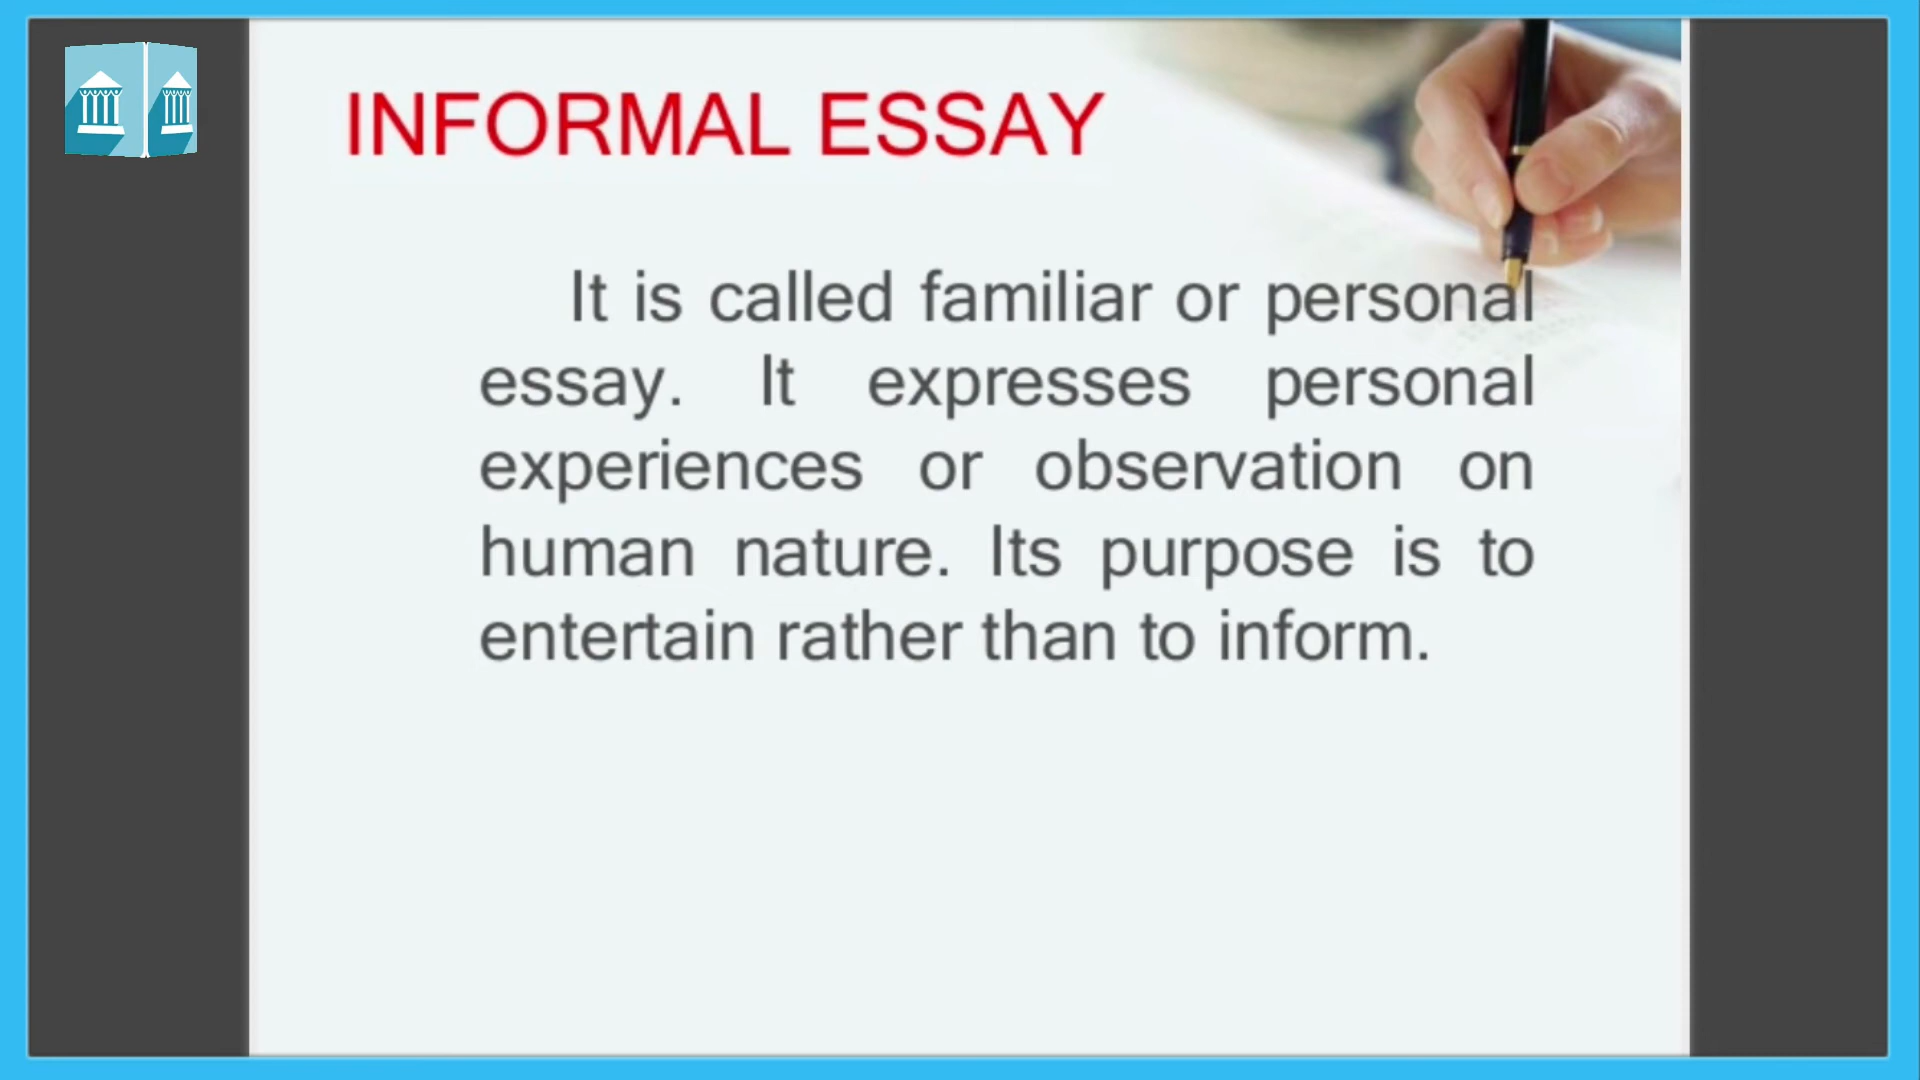 INFORMAL ESSAY
It is called familiar or personal
essay. It expresses personal
experiences or observation on
human nature. Its purpose is to
entertain rather than to inform.